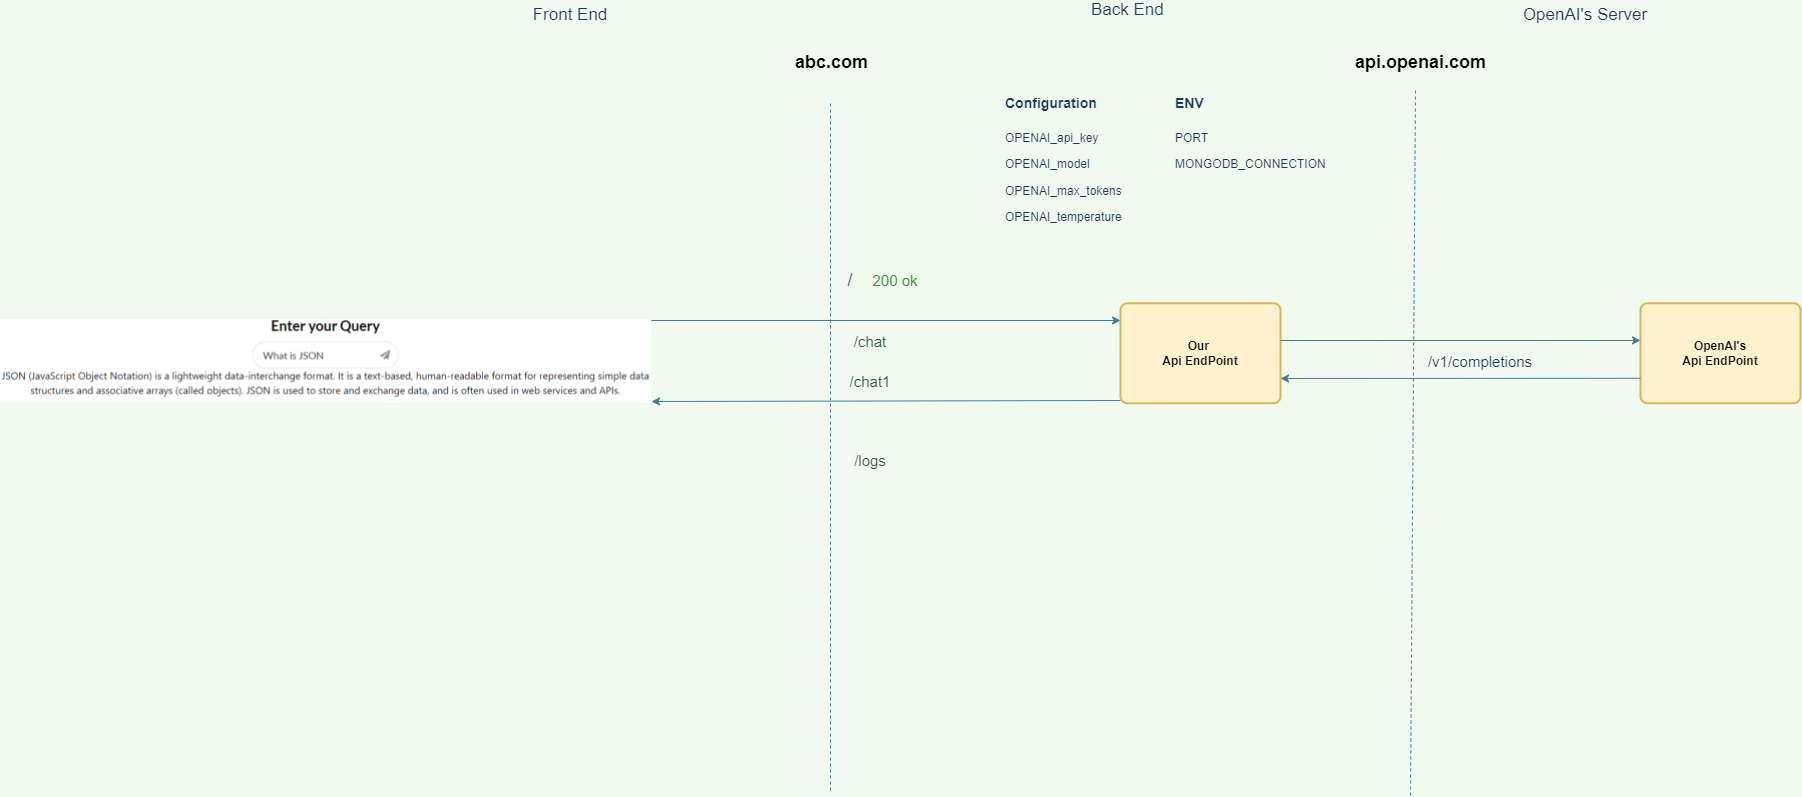 Front End
Back End
OpenAI's Server
abc.com
api.openai.com
Configuration
ENV
OPENAI_api_key
PORT
OPENAI_model
MONGODB_CONNECTION
OPENAI_max_tokens
OPENAI_temperature
/ 200 ok
Enter your Query
What is JSON
JSON (JavaScript Object Notation) is a lightweight data-interchange format. It is a text-based, human-readable format for representing simple data
structures and associative arrays (called objects). JSON is used to store and exchange data, and is often used in web services and APIs.
/chat
/chat1
/logs
Our
Api EndPoint
/v1/completions
OpenAI's
Api EndPoint